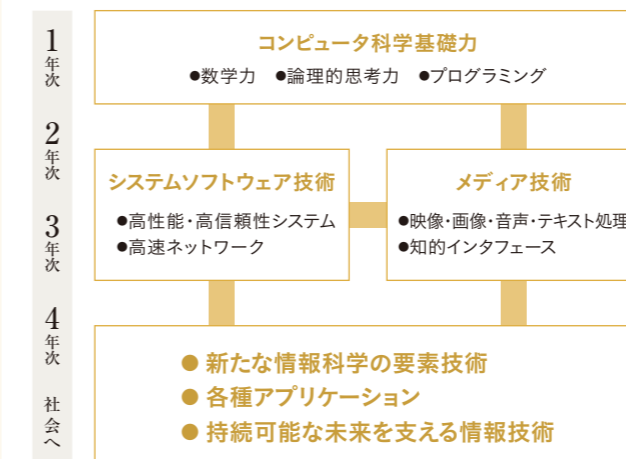 1年次
コンピュータ科学基礎力
●数学力 ●論理的思考力 ●プログラミング
2年次
システムソフトウェア技術
●高性能・高信頼性システム
●高速ネットワーク
メディア技術
●映像・画像・音声・テキスト処理
●知的インタフェース
3年次
4年次
● 新たな情報科学の要素技術
● 各種アプリケーション
● 持続可能な未来を支える情報技術
社会へ